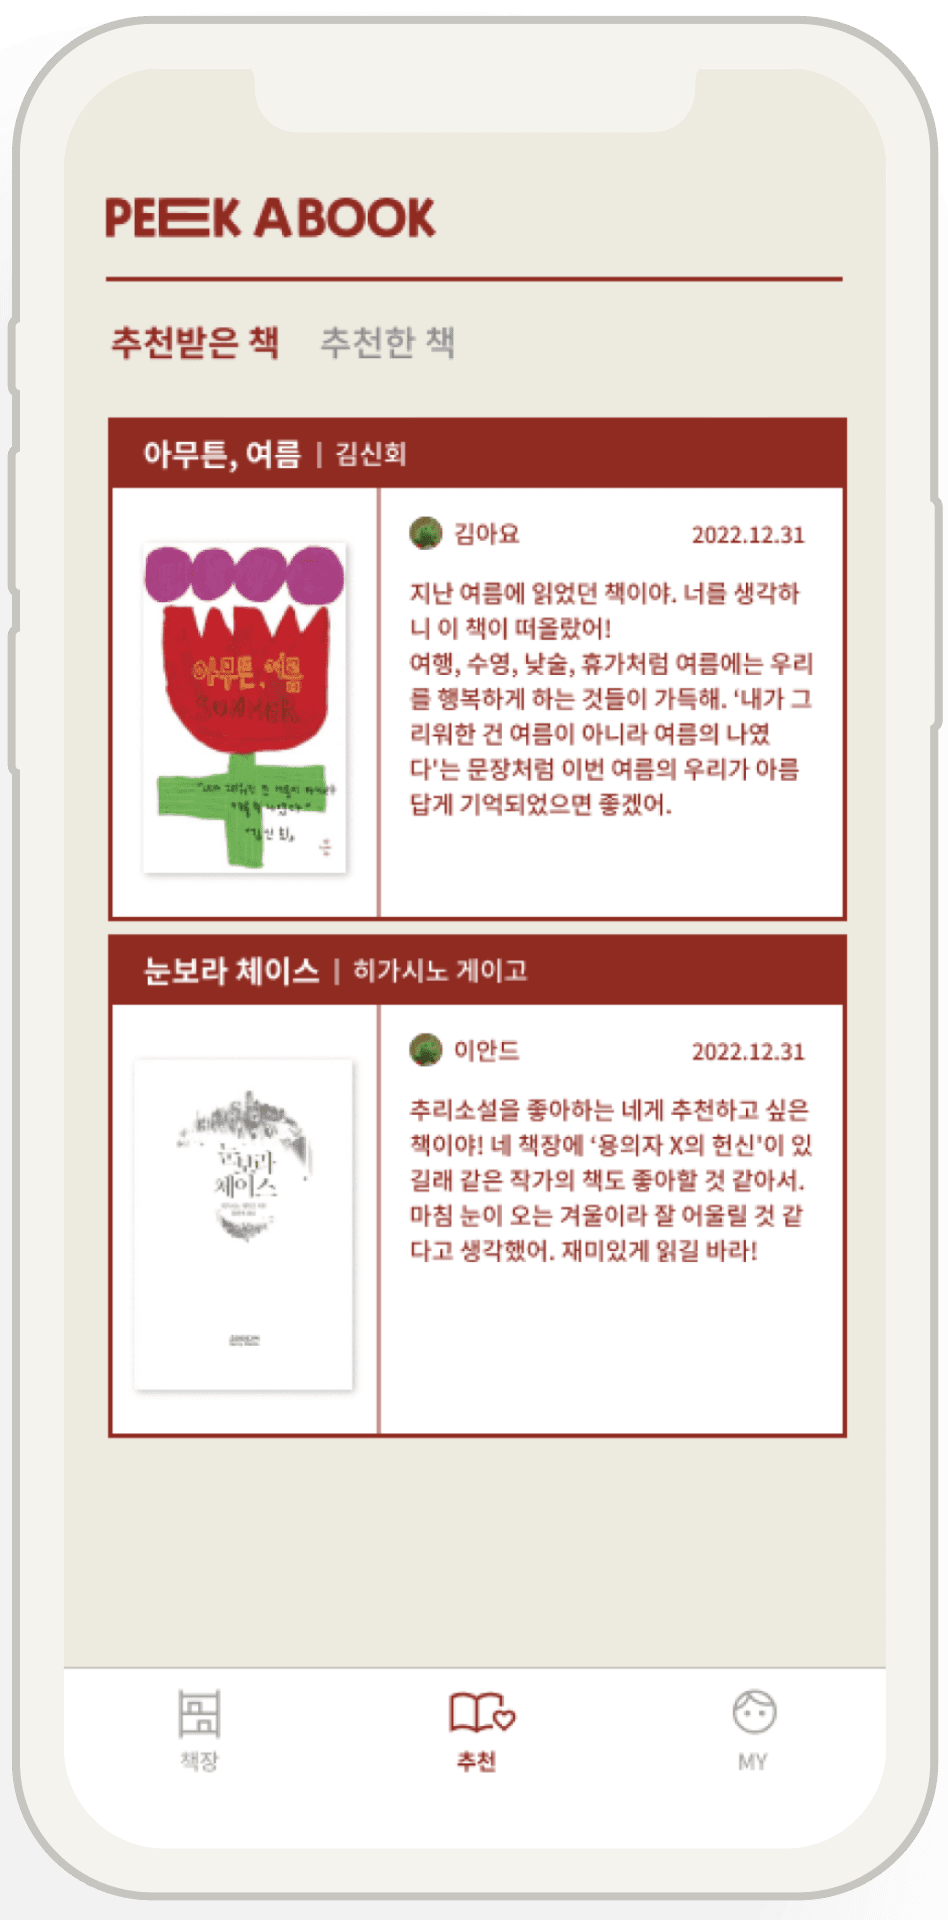 PEEK A BOOK
추천받은 책 추천한 책
아무튼, 여름 | 김신회
아무튼, 여름
SUMMER
김아요 2022.12.31
지난 여름에 읽었던 책이야. 너를 생각하
니 이 책이 떠올랐어!
여행, 수영, 낮술, 휴가처럼 여름에는 우리
를 행복하게 하는 것들이 가득해. ‘내가 그
리워한 건 여름이 아니라 여름의 나였
다'는 문장처럼 이번 여름의 우리가 아름
답게 기억되었으면 좋겠어.
눈보라 체이스 | 히가시노 게이고
눈보라
체이스
이안드 2022.12.31
추리소설을 좋아하는 네게 추천하고 싶은
책이야! 네 책장에 ‘용의자 X의 헌신'이 있
길래 같은 작가의 책도 좋아할 것 같아서.
마침 눈이 오는 겨울이라 잘 어울릴 것 같
다고 생각했어. 재미있게 읽길 바라!
책장 추천 MY